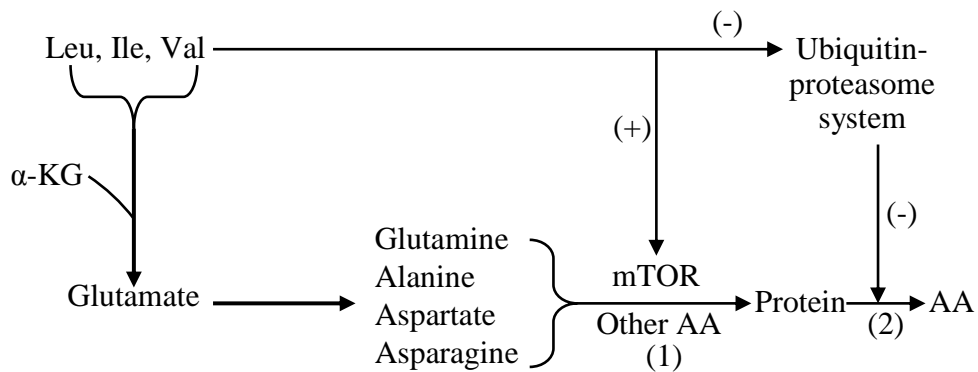 (-)
Leu, Ile, Val
Ubiquitin-
proteasome
system
(+)
α-KG
(-)
Glutamine
Alanine
Aspartate
Asparagine
mTOR
Glutamate
Other AA
(1)
Protein
(2)
AA